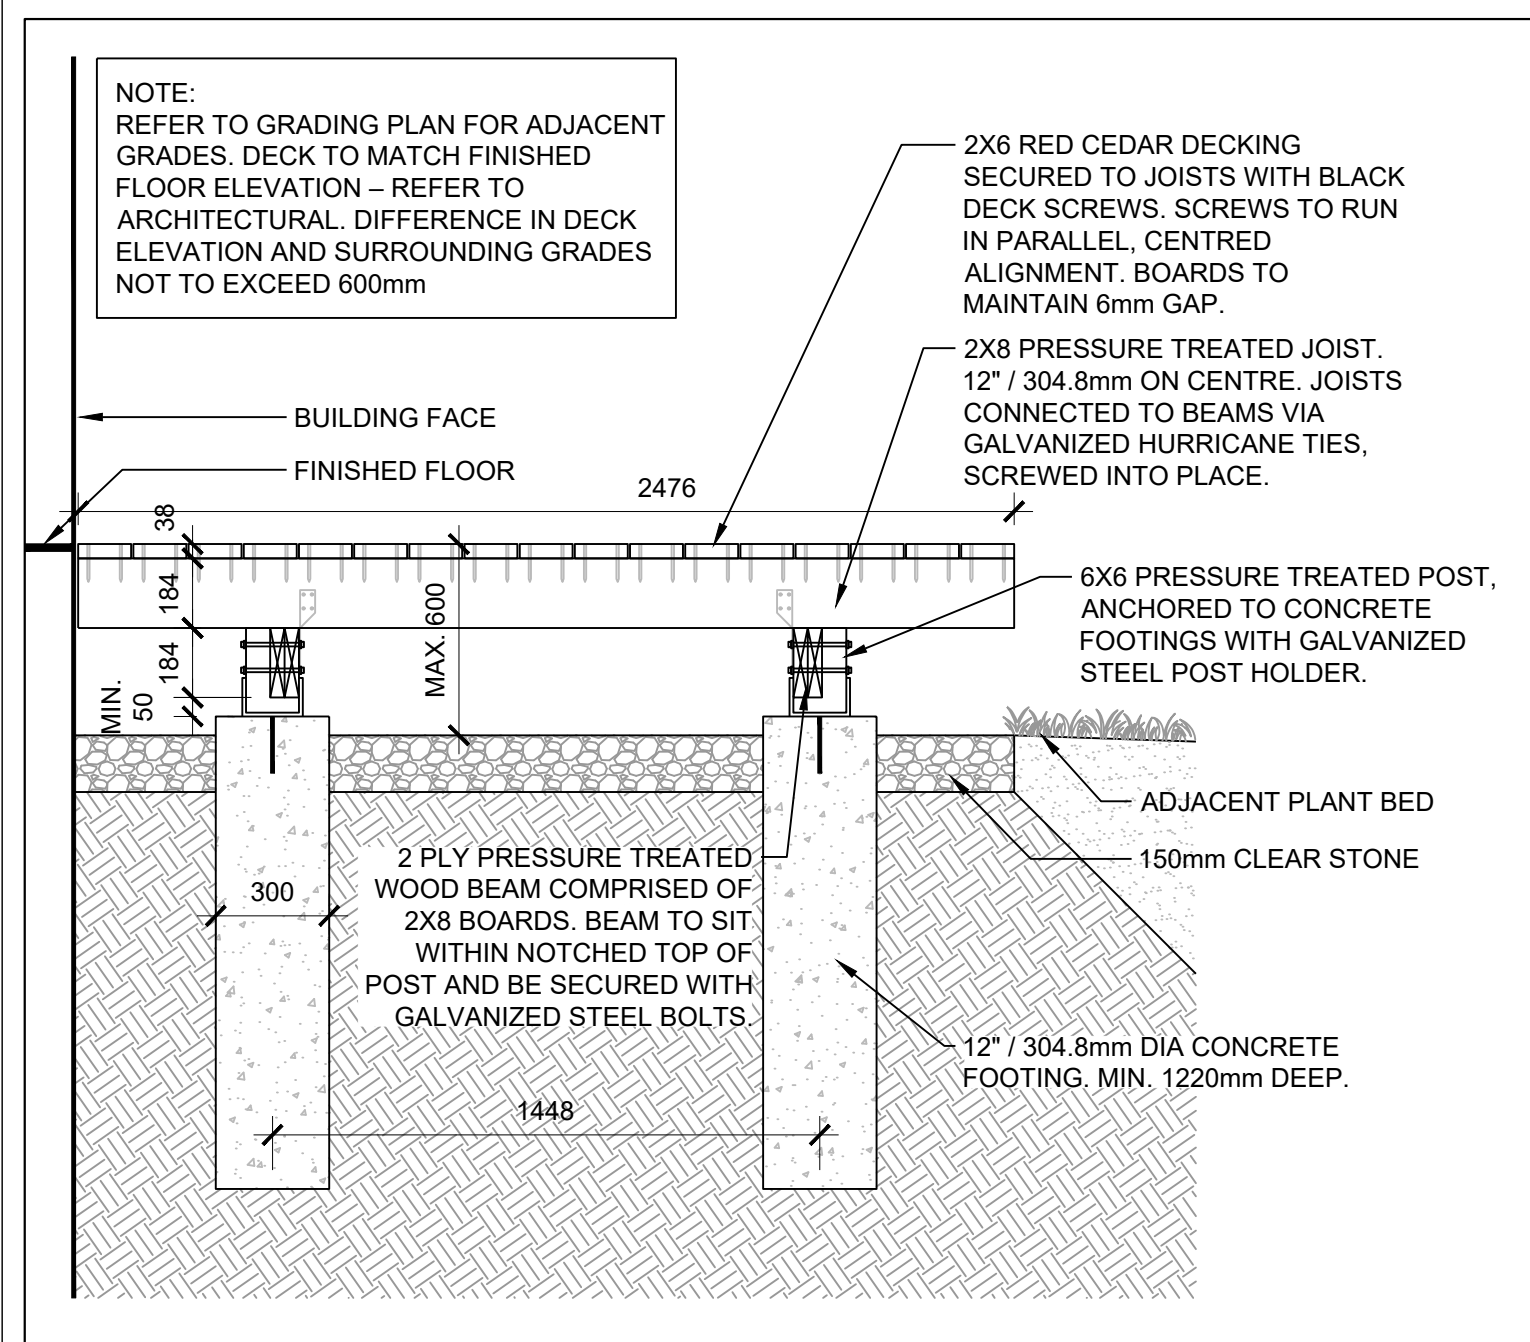 NOTE:
REFER TO GRADING PLAN FOR ADJACENT
GRADES. DECK TO MATCH FINISHED
FLOOR ELEVATION – REFER TO
ARCHITECTURAL. DIFFERENCE IN DECK
ELEVATION AND SURROUNDING GRADES
NOT TO EXCEED 600mm
2X6 RED CEDAR DECKING
SECURED TO JOISTS WITH BLACK
DECK SCREWS. SCREWS TO RUN
IN PARALLEL, CENTRED
ALIGNMENT. BOARDS TO
MAINTAIN 6mm GAP.
2X8 PRESSURE TREATED JOIST.
12" / 304.8mm ON CENTRE. JOISTS
CONNECTED TO BEAMS VIA
GALVANIZED HURRICANE TIES,
SCREWED INTO PLACE.
BUILDING FACE
FINISHED FLOOR
2476
38
184
184
MIN.
50
MAX. 600
6X6 PRESSURE TREATED POST,
ANCHORED TO CONCRETE
FOOTINGS WITH GALVANIZED
STEEL POST HOLDER.
ADJACENT PLANT BED
150mm CLEAR STONE
2 PLY PRESSURE TREATED
WOOD BEAM COMPRISED OF
2X8 BOARDS. BEAM TO SIT
WITHIN NOTCHED TOP OF
POST AND BE SECURED WITH
GALVANIZED STEEL BOLTS.
300
12" / 304.8mm DIA CONCRETE
FOOTING. MIN. 1220mm DEEP.
1448